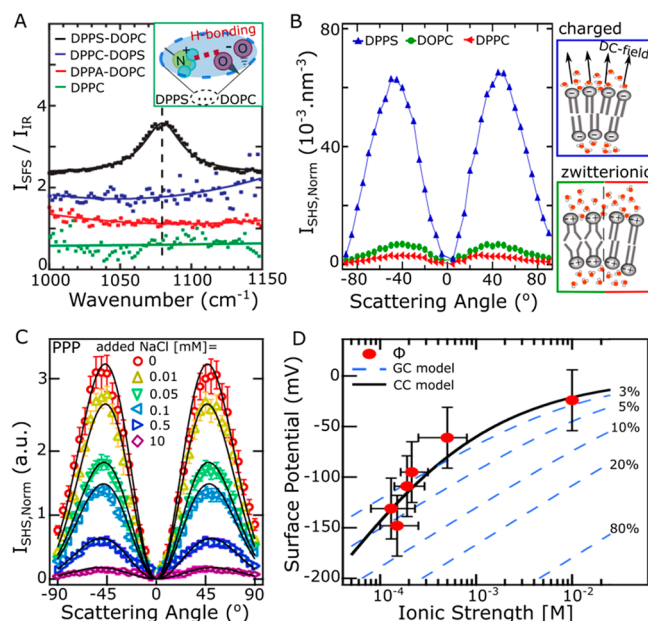 A
DPPS-DOPC
DPPC-DOPS
DPPA-DOPC
DPPC
H-bonding
N
+
-
O
O
DPPS
DOPC
I_SFS / I_IR
6
4
2
0
1000
1050
1100
1150
Wavenumber (cm⁻¹)
B
DPPS
DOPC
DPPC
I_SHS,Norm (10⁻³.nm⁻³)
80
40
0
-80
-40
0
40
80
Scattering Angle (°)
charged
DC-field
zwitterionic
C
PPP
added NaCl [mM]=
0
0.01
0.05
0.1
0.5
10
I_SHS,Norm (a.u.)
3
2
1
0
-90
-45
0
45
90
Scattering Angle (°)
D
Φ
GC model
CC model
Surface Potential (mV)
0
-50
-100
-150
-200
3%
5%
10%
20%
80%
10⁻⁴
10⁻³
10⁻²
Ionic Strength [M]